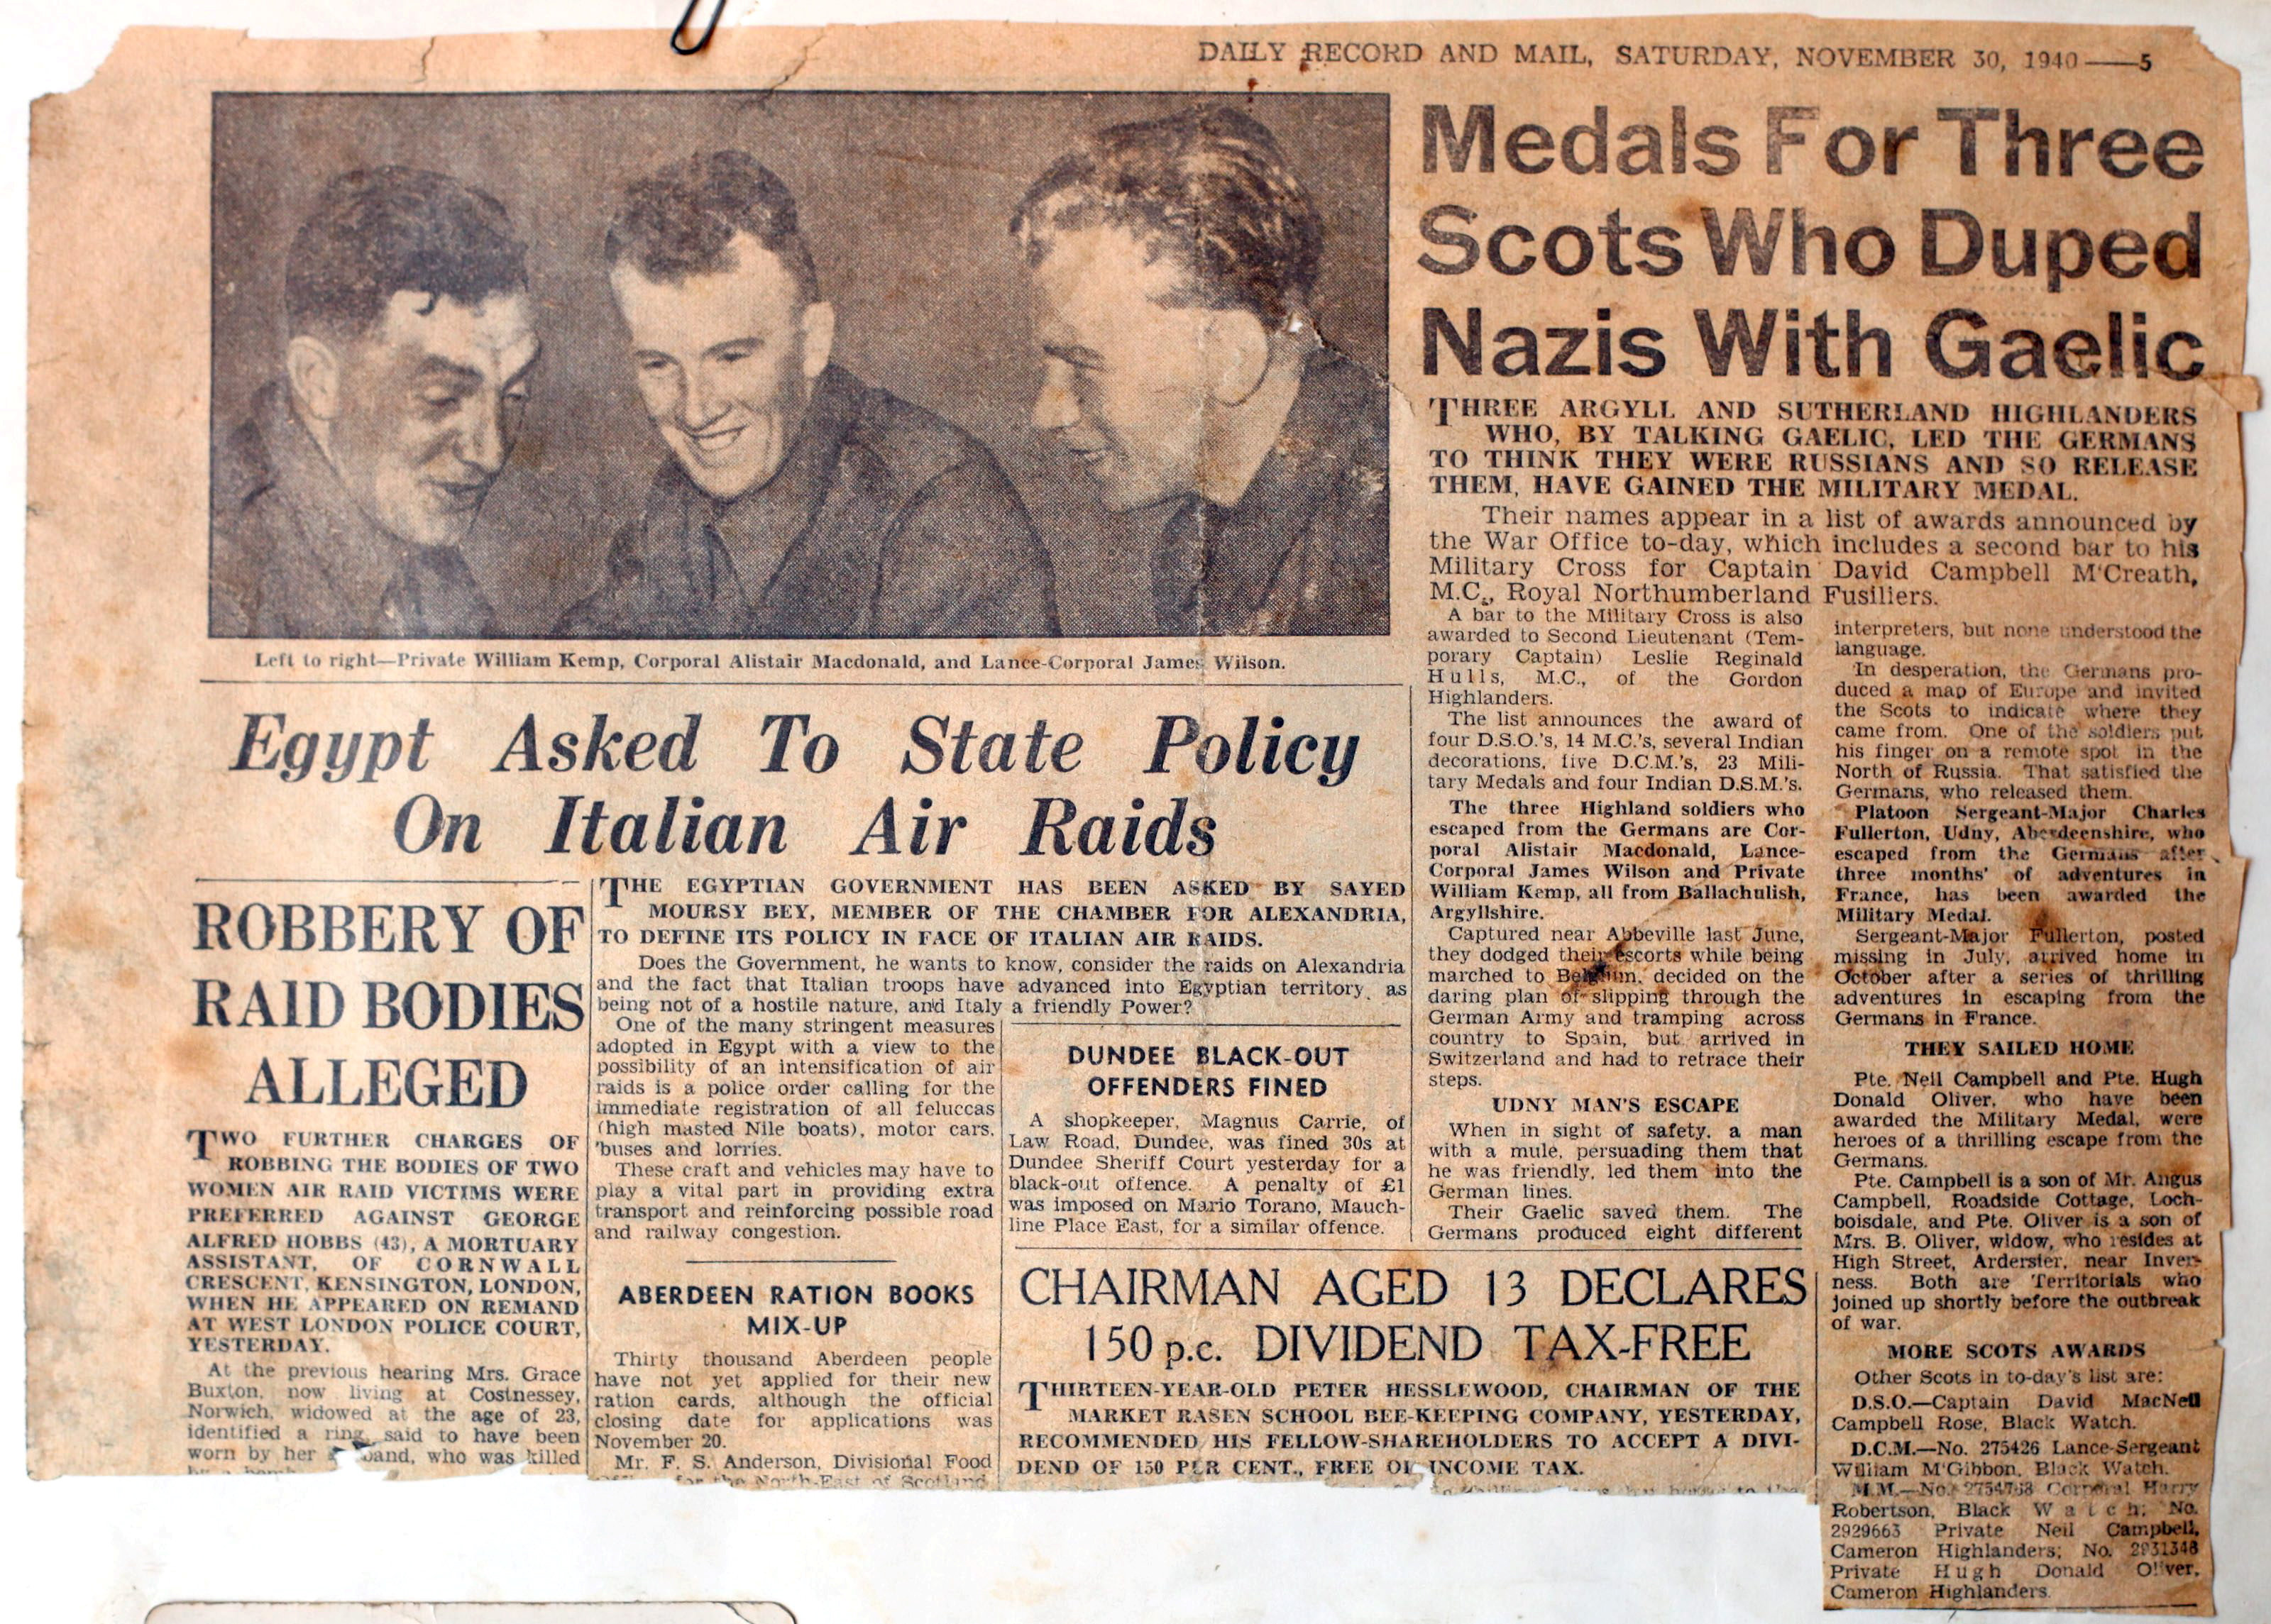 DAILY RECORD AND MAIL, SATURDAY, NOVEMBER 30, 1940—5
Left to right—Private William Kemp, Corporal Alistair Macdonald, and Lance-Corporal James Wilson.
Medals For Three
Scots Who Duped
Nazis With Gaelic
THREE ARGYLL AND SUTHERLAND HIGHLANDERS
WHO, BY TALKING GAELIC, LED THE GERMANS
TO THINK THEY WERE RUSSIANS AND SO RELEASE
THEM, HAVE GAINED THE MILITARY MEDAL.
Their names appear in a list of awards announced by
the War Office to-day, which includes a second bar to his
Military Cross for Captain David Campbell M'Creath,
M.C., Royal Northumberland Fusiliers.
A bar to the Military Cross is also
awarded to Second Lieutenant (Tem-
porary Captain) Leslie Reginald
Hulls, M.C., of the Gordon
Highlanders.
The list announces the award of
four D.S.O.'s, 14 M.C.'s, several Indian
decorations, five D.C.M.'s, 23 Mili-
tary Medals and four Indian D.S.M.'s.
The three Highland soldiers who
escaped from the Germans are Cor-
poral Alistair Macdonald, Lance-
Corporal James Wilson and Private
William Kemp, all from Ballachulish,
Argyllshire.
Captured near Abbeville last June,
they dodged their escorts while being
marched to Belgium, decided on the
daring plan of slipping through the
German Army and tramping across
country to Spain, but arrived in
Switzerland and had to retrace their
steps.
UDNY MAN'S ESCAPE
When in sight of safety, a man
with a mule, persuading them that
he was friendly, led them into the
German lines.
Their Gaelic saved them. The
Germans produced eight different
interpreters, but none understood the
language.
In desperation, the Germans pro-
duced a map of Europe and invited
the Scots to indicate where they
came from. One of the soldiers put
his finger on a remote spot in the
North of Russia. That satisfied the
Germans, who released them.
Platoon Sergeant-Major Charles
Fullerton, Udny, Aberdeenshire, who
escaped from the Germans after
three months' of adventures in
France, has been awarded the
Military Medal.
Sergeant-Major Fullerton, posted
missing in July, arrived home in
October after a series of thrilling
adventures in escaping from the
Germans in France.
THEY SAILED HOME
Pte. Neil Campbell and Pte. Hugh
Donald Oliver, who have been
awarded the Military Medal, were
heroes of a thrilling escape from the
Germans.
Pte. Campbell is a son of Mr. Angus
Campbell, Roadside Cottage, Loch-
boisdale, and Pte. Oliver is a son of
Mrs. B. Oliver, widow, who resides at
High Street, Ardersier, near Inver-
ness. Both are Territorials who
joined up shortly before the outbreak
of war.
MORE SCOTS AWARDS
Other Scots in to-day's list are:
D.S.O.—Captain David MacNeil
Campbell Rose, Black Watch.
D.C.M.—No. 275426 Lance-Sergeant
William M'Gibbon, Black Watch.
M.M.—No. Corporal Harry
Robertson, Black Watch; No.
2929663 Private Neil Campbell,
Cameron Highlanders; No. 2931348
Private Hugh Donald Oliver,
Cameron Highlanders.
Egypt Asked To State Policy
On Italian Air Raids
THE EGYPTIAN GOVERNMENT HAS BEEN ASKED BY SAYED
MOURSY BEY, MEMBER OF THE CHAMBER FOR ALEXANDRIA,
TO DEFINE ITS POLICY IN FACE OF ITALIAN AIR RAIDS.
Does the Government, he wants to know, consider the raids on Alexandria
and the fact that Italian troops have advanced into Egyptian territory, as
being not of a hostile nature, and Italy a friendly Power?
One of the many stringent measures
adopted in Egypt with a view to the
possibility of an intensification of air
raids is a police order calling for the
immediate registration of all feluccas
(high masted Nile boats), motor cars,
'buses and lorries.
These craft and vehicles may have to
play a vital part in providing extra
transport and reinforcing possible road
and railway congestion.
ROBBERY OF
RAID BODIES
ALLEGED
TWO FURTHER CHARGES OF
ROBBING THE BODIES OF TWO
WOMEN AIR RAID VICTIMS WERE
PREFERRED AGAINST GEORGE
ALFRED HOBBS (43), A MORTUARY
ASSISTANT, OF CORNWALL
CRESCENT, KENSINGTON, LONDON,
WHEN HE APPEARED ON REMAND
AT WEST LONDON POLICE COURT,
YESTERDAY.
At the previous hearing Mrs. Grace
Buxton, now living at Costnessey,
Norwich, widowed at the age of 23,
identified a ring said to have been
worn by her band, who was killed
by a bomb
ABERDEEN RATION BOOKS
MIX-UP
Thirty thousand Aberdeen people
have not yet applied for their new
ration cards, although the official
closing date for applications was
November 20.
Mr. F. S. Anderson, Divisional Food
for the North-East of Scotland
DUNDEE BLACK-OUT
OFFENDERS FINED
A shopkeeper, Magnus Carrie, of
Law Road, Dundee, was fined 30s at
Dundee Sheriff Court yesterday for a
black-out offence. A penalty of £1
was imposed on Mario Torano, Mauch-
line Place East, for a similar offence.
CHAIRMAN AGED 13 DECLARES
150 p.c. DIVIDEND TAX-FREE
THIRTEEN-YEAR-OLD PETER HESSLEWOOD, CHAIRMAN OF THE
MARKET RASEN SCHOOL BEE-KEEPING COMPANY, YESTERDAY,
RECOMMENDED HIS FELLOW-SHAREHOLDERS TO ACCEPT A DIVI-
DEND OF 150 PER CENT., FREE OF INCOME TAX.